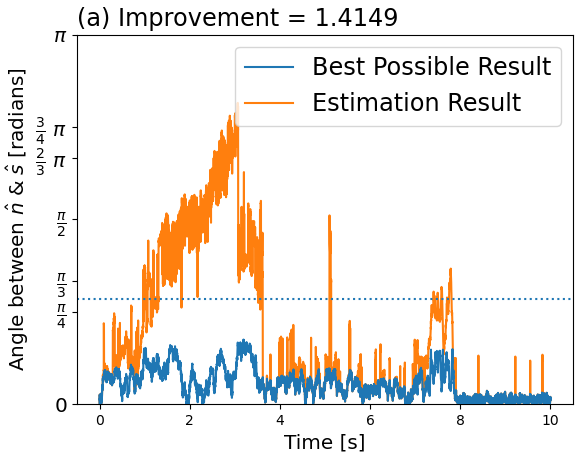 (a) Improvement = 1.4149
Best Possible Result
Estimation Result
Angle between n̂ & ŝ [radians]
π
3/4 π
2/3 π
π/2
π/3
π/4
0
0 2 4 6 8 10
Time [s]